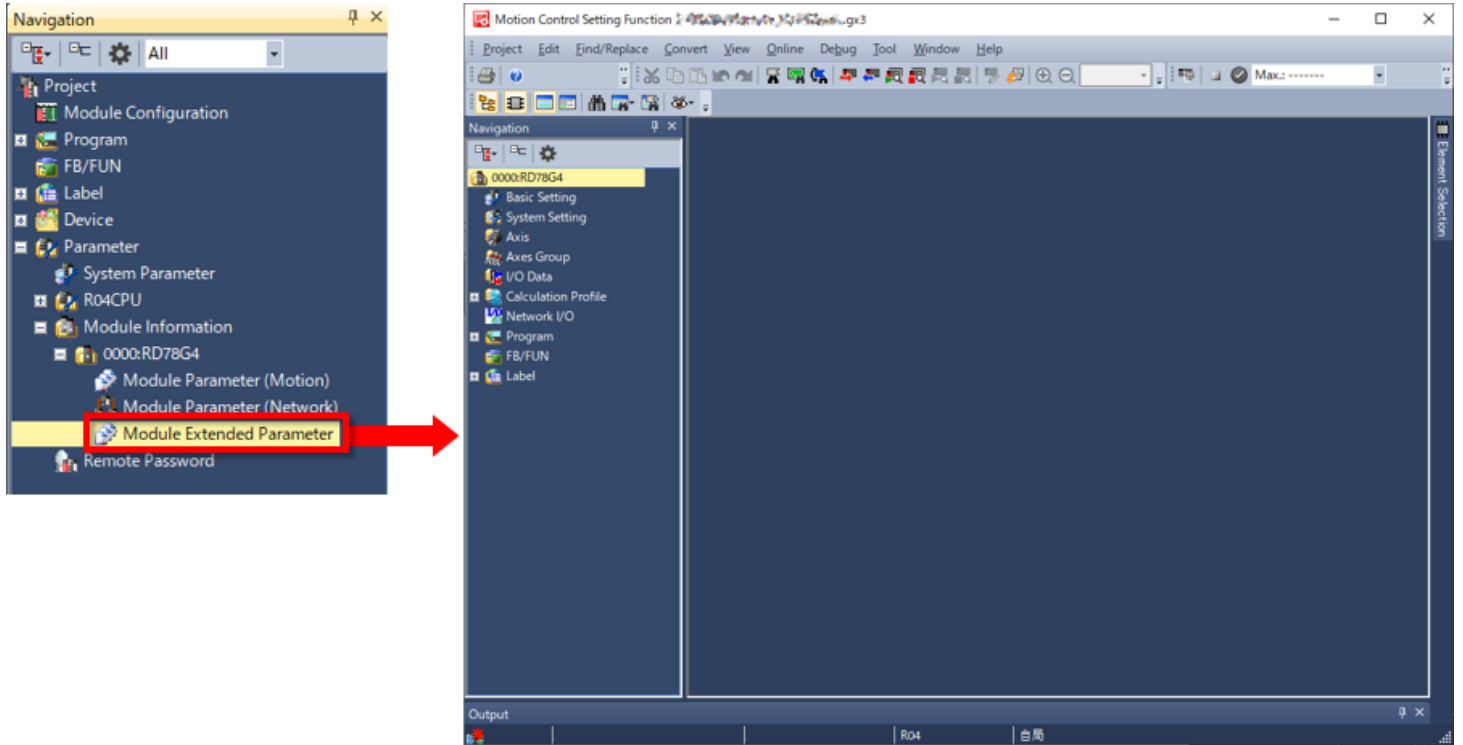 Navigation
All
Project
Module Configuration
Program
FB/FUN
Label
Device
Parameter
System Parameter
R04CPU
Module Information
0000:RD78G4
Module Parameter (Motion)
Module Parameter (Network)
Module Extended Parameter
Remote Password
Motion Control Setting Function
.gx3
Project Edit Find/Replace Convert View Online Debug Tool Window Help
Max.: -------
Navigation
0000:RD78G4
Basic Setting
System Setting
Axis
Axes Group
I/O Data
Calculation Profile
Network I/O
Program
FB/FUN
Label
Element Selection
Output
R04 自局